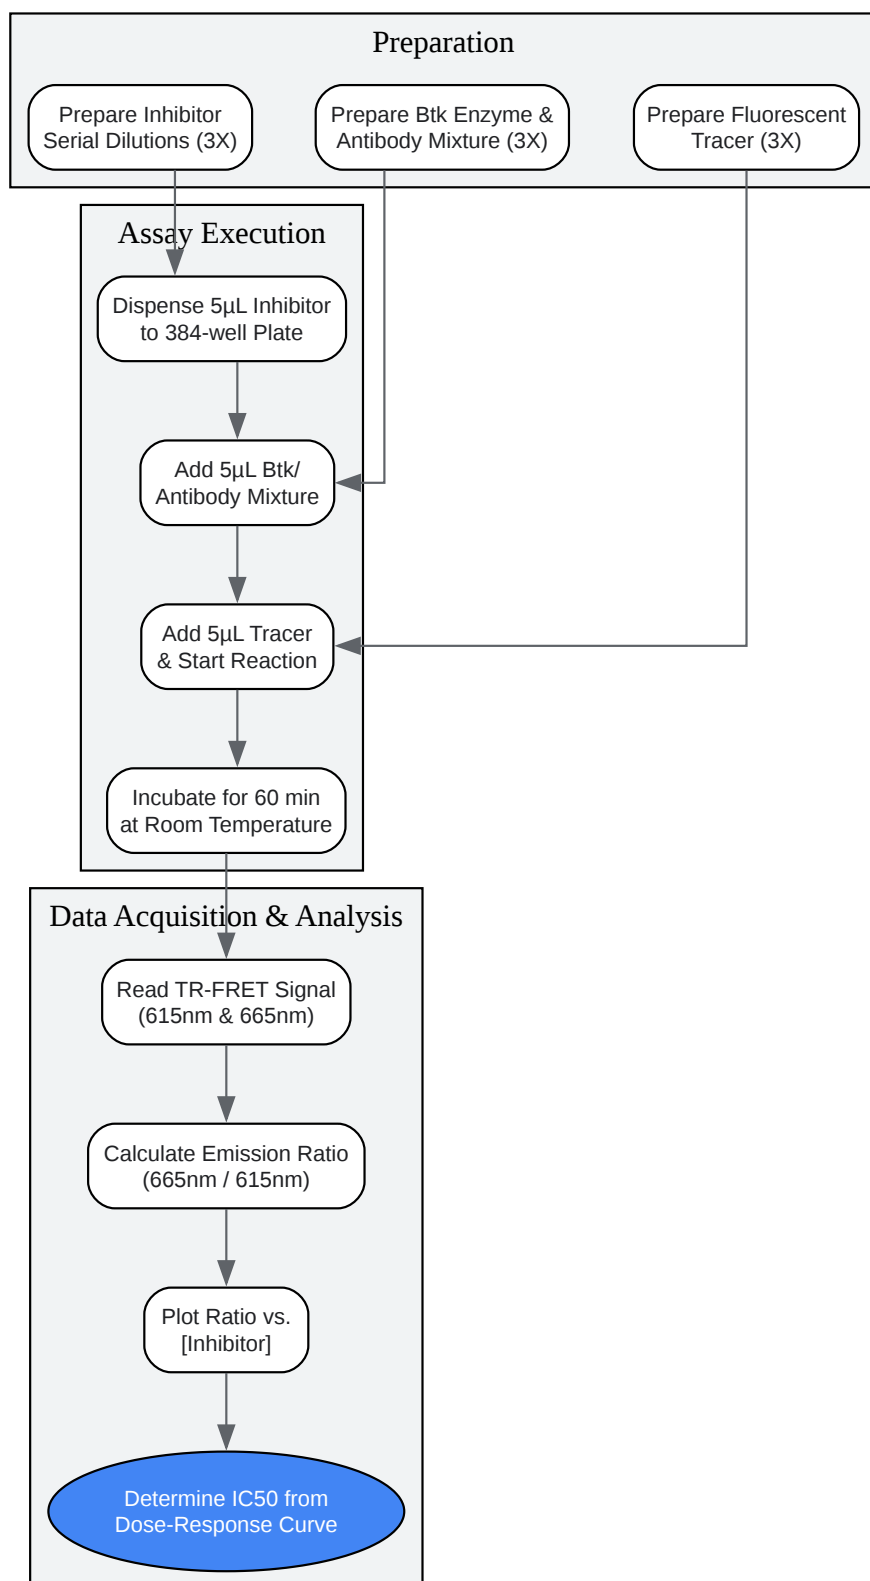 Preparation
Prepare Inhibitor
Serial Dilutions (3X)
Prepare Btk Enzyme &
Antibody Mixture (3X)
Prepare Fluorescent
Tracer (3X)
Assay Execution
Dispense 5µL Inhibitor
to 384-well Plate
Add 5µL Btk/
Antibody Mixture
Add 5µL Tracer
& Start Reaction
Incubate for 60 min
at Room Temperature
Data Acquisition & Analysis
Read TR-FRET Signal
(615nm & 665nm)
Calculate Emission Ratio
(665nm / 615nm)
Plot Ratio vs.
[Inhibitor]
Determine IC50 from
Dose-Response Curve